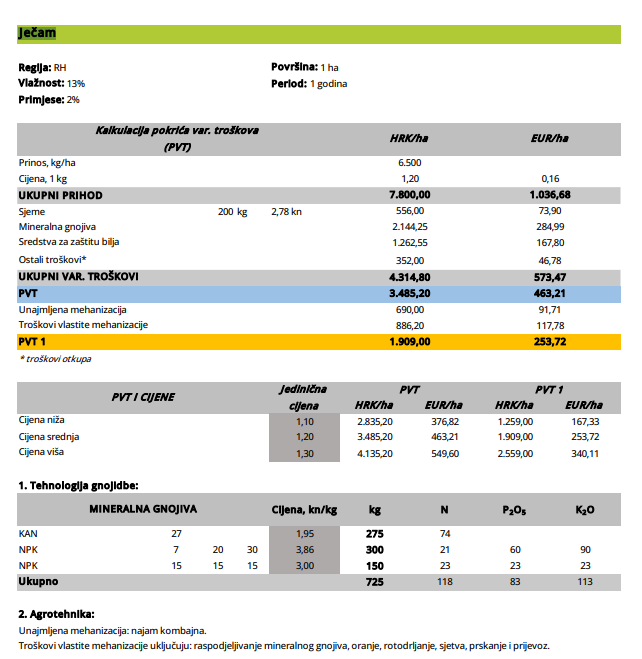 Ječam
Regija: RH Površina: 1 ha
Vlažnost: 13% Period: 1 godina
Primjese: 2%
Kalkulacija pokrića var. troškova (PVT) HRK/ha EUR/ha
Prinos, kg/ha 6.500
Cijena, 1 kg 1,20 0,16
UKUPNI PRIHOD 7.800,00 1.036,68
Sjeme 200 kg 2,78 kn 556,00 73,90
Mineralna gnojiva 2.144,25 284,99
Sredstva za zaštitu bilja 1.262,55 167,80
Ostali troškovi* 352,00 46,78
UKUPNI VAR. TROŠKOVI 4.314,80 573,47
PVT 3.485,20 463,21
Unajmljena mehanizacija 690,00 91,71
Troškovi vlastite mehanizacije 886,20 117,78
PVT 1 1.909,00 253,72
* troškovi otkupa
PVT I CIJENE Jedinična cijena PVT PVT 1
HRK/ha EUR/ha HRK/ha EUR/ha
Cijena niža 1,10 2.835,20 376,82 1.259,00 167,33
Cijena srednja 1,20 3.485,20 463,21 1.909,00 253,72
Cijena viša 1,30 4.135,20 549,60 2.559,00 340,11
1. Tehnologija gnojidbe:
MINERALNA GNOJIVA Cijena, kn/kg kg N P₂O₅ K₂O
KAN 27 1,95 275 74
NPK 7 20 30 3,86 300 21 60 90
NPK 15 15 15 3,00 150 23 23 23
Ukupno 725 118 83 113
2. Agrotehnika:
Unajmljena mehanizacija: najam kombajna.
Troškovi vlastite mehanizacije uključuju: raspodjeljivanje mineralnog gnojiva, oranje, rotodrljanje, sjetva, prskanje i prijevoz.